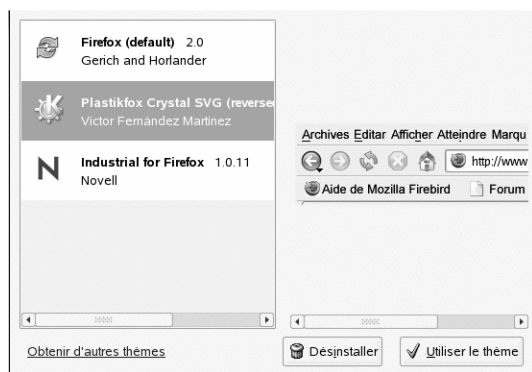 Firefox (default) 2.0
Gerich and Horlander
Plastikfox Crystal SVG (reverse
Víctor Fernández Martínez
Industrial for Firefox 1.0.11
Novell
Archives Editar Afficher Atteindre Marqu
http://www
Aide de Mozilla Firebird Forum
Obtenir d'autres thèmes
Désinstaller
Utiliser le thème